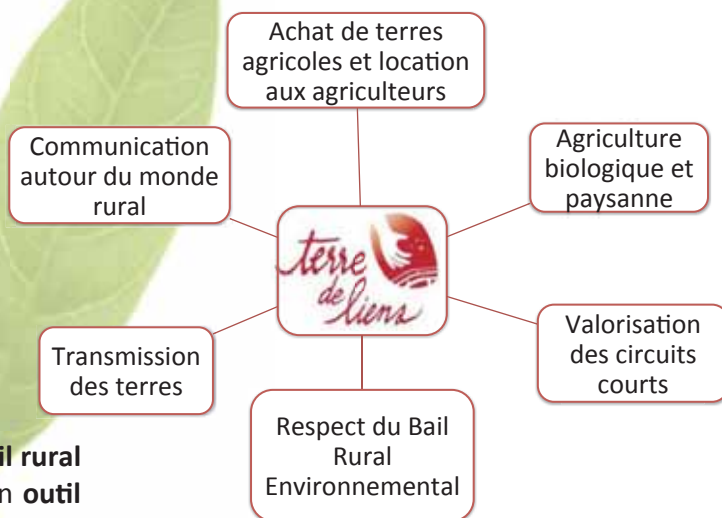 Achat de terres
agricoles et location
aux agriculteurs
Communication
autour du monde
rural
Agriculture
biologique et
paysanne
terre
de
liens
Transmission
des terres
Valorisation
des circuits
courts
Respect du Bail
Rural
Environnemental
il rural
n outil